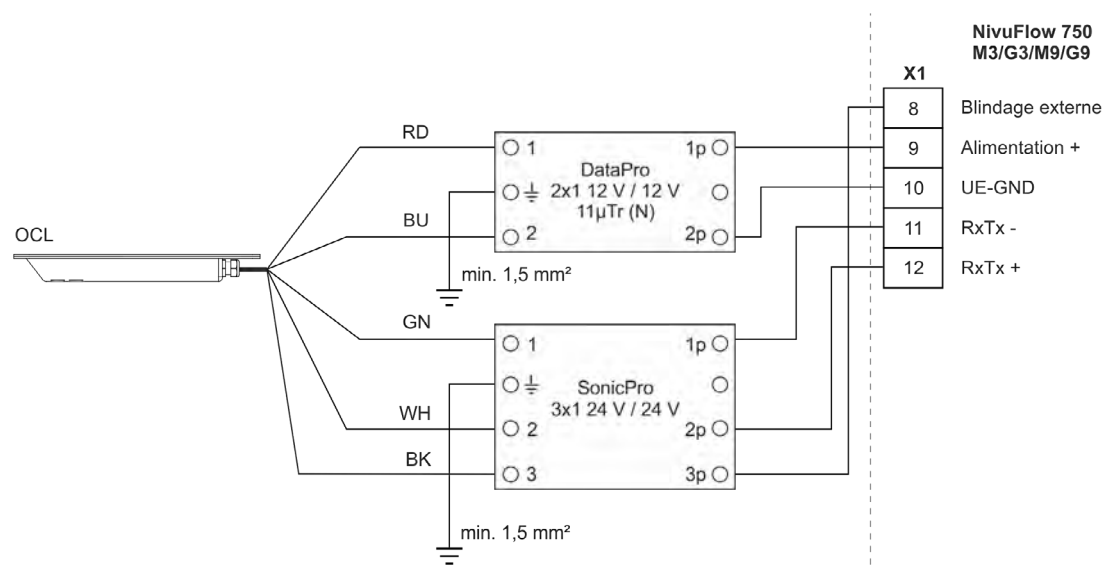 NivuFlow 750
M3/G3/M9/G9
X1
8 Blindage externe
RD
1 1p
9 Alimentation +
DataPro
2x1 12 V / 12 V
11µTr (N)
10 UE-GND
BU
2 2p
11 RxTx -
OCL
12 RxTx +
min. 1,5 mm²
GN
1 1p
SonicPro
3x1 24 V / 24 V
WH
2 2p
BK
3 3p
min. 1,5 mm²